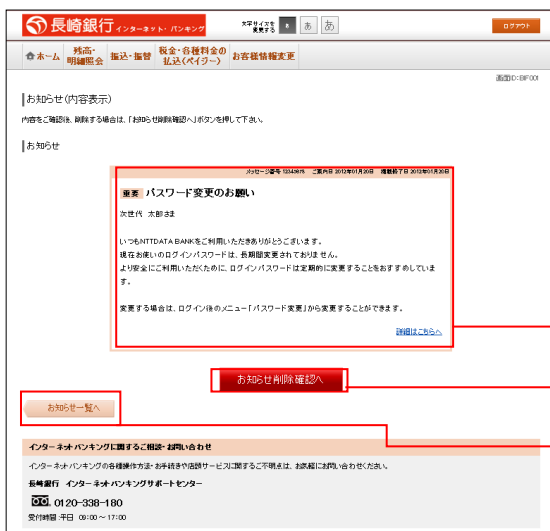 長崎銀行 インターネット・バンキング
文字サイズを
変更する
あ
あ
あ
ログアウト
ホーム
残高・
明細照会
振込・振替
税金・各種料金の
払込(ペイジー)
お客様情報変更
画面ID:BIF001
お知らせ(内容表示)
内容をご確認後、削除する場合は、「お知らせ削除確認へ」ボタンを押して下さい。
お知らせ
メッセージ番号 12345678 ご案内日 2012年01月20日 掲載終了日 2012年01月20日
重要 パスワード変更のお願い
次世代 太郎さま
いつもNTTDATA BANKをご利用いただきありがとうございます。
現在お使いのログインパスワードは、長期間変更されておりません。
より安全にご利用いただくために、ログインパスワードは定期的に変更することをおすすめしていま
す。
変更する場合は、ログイン後のメニュー「パスワード変更」から変更することができます。
詳細はこちらへ
お知らせ削除確認へ
お知らせ一覧へ
インターネットバンキングに関するご相談・お問い合わせ
インターネットバンキングの各種操作方法・お手続きや店頭サービスに関するご不明点は、お気軽にお問い合わせください。
長崎銀行 インターネットバンキングサポートセンター
0120-338-180
受付時間:平日 09:00～17:00